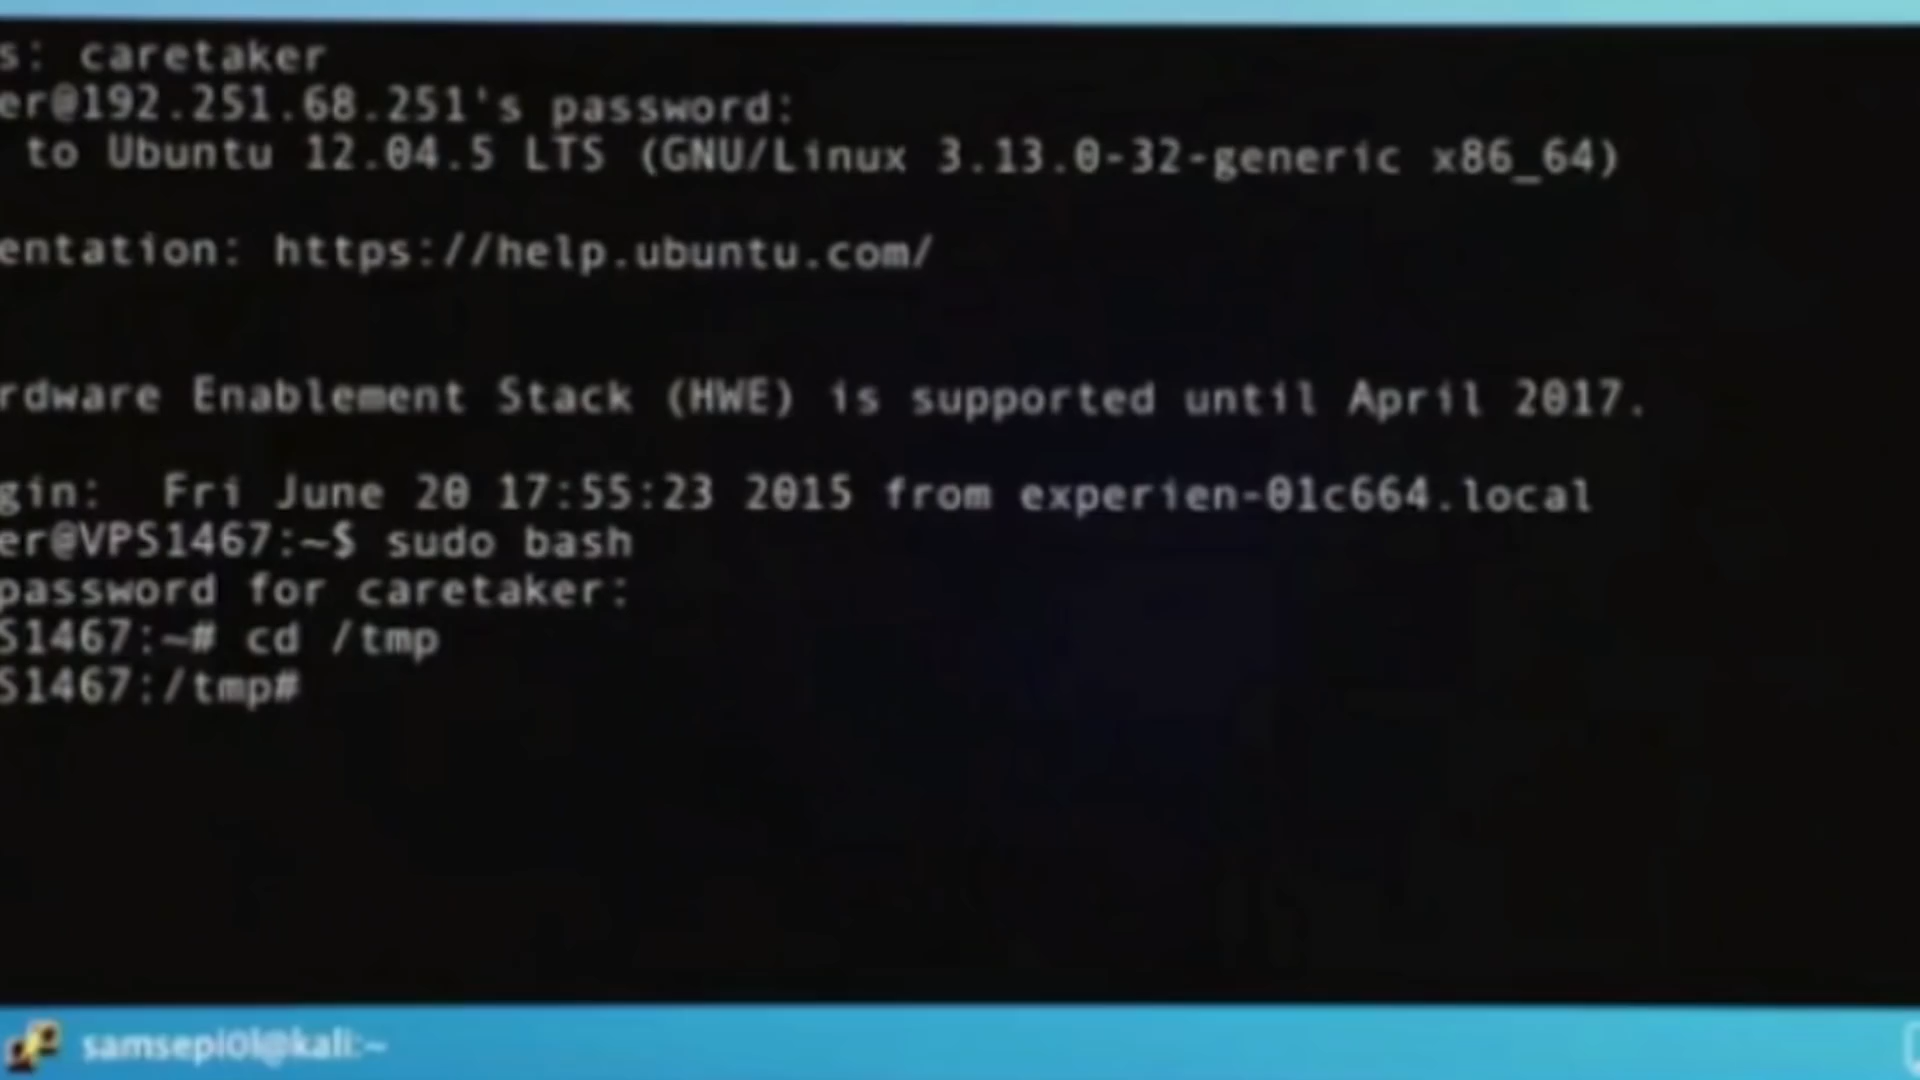 s: caretaker
er@192.251.68.251's password:
to Ubuntu 12.04.5 LTS (GNU/Linux 3.13.0-32-generic x86_64)
entation: https://help.ubuntu.com/
rdware Enablement Stack (HWE) is supported until April 2017.
gin:  Fri June 20 17:55:23 2015 from experien-01c664.local
er@VPS1467:~$ sudo bash
password for caretaker:
S1467:~# cd /tmp
S1467:/tmp#
samsepi0l@kali:~